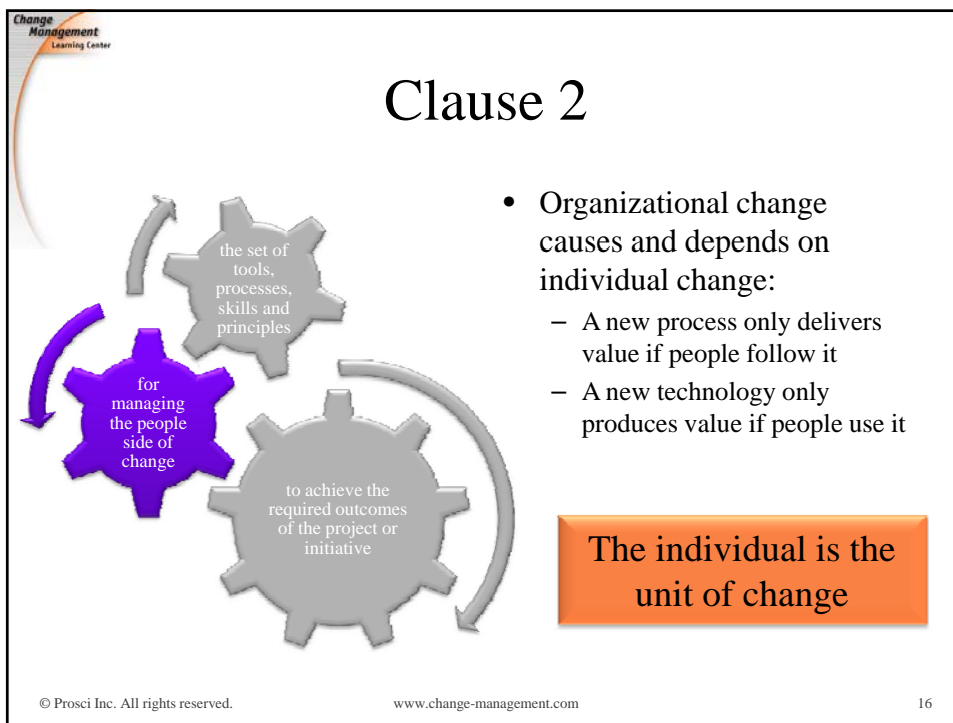 Change
Management
Learning Center
Clause 2
the set of
tools,
processes,
skills and
principles
for
managing
the people
side of
change
to achieve the
required outcomes
of the project or
initiative
• Organizational change
causes and depends on
individual change:
– A new process only delivers
value if people follow it
– A new technology only
produces value if people use it
The individual is the
unit of change
© Prosci Inc. All rights reserved.
www.change-management.com
16